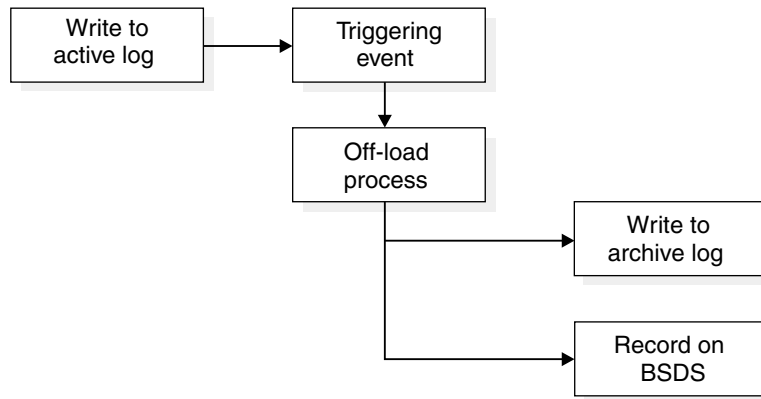 Write to
active log
Triggering
event
Off-load
process
Write to
archive log
Record on
BSDS